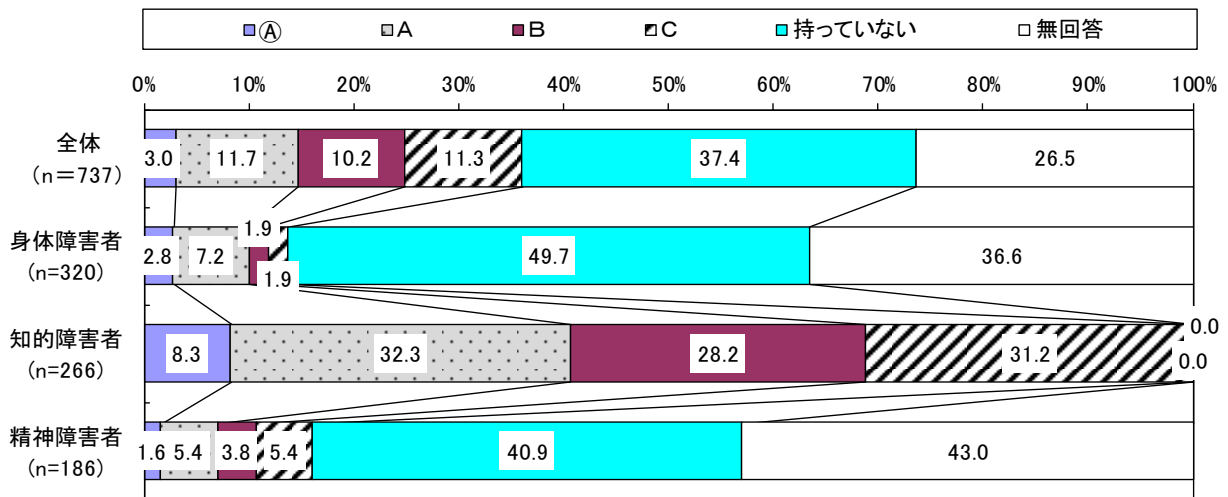 Ⓐ A B C 持っていない 無回答
0% 10% 20% 30% 40% 50% 60% 70% 80% 90% 100%
全体
(n=737)
3.0 11.7 10.2 11.3 37.4 26.5
身体障害者
(n=320)
2.8 7.2 1.9 1.9 49.7 36.6
知的障害者
(n=266)
8.3 32.3 28.2 31.2 0.0 0.0
精神障害者
(n=186)
1.6 5.4 3.8 5.4 40.9 43.0